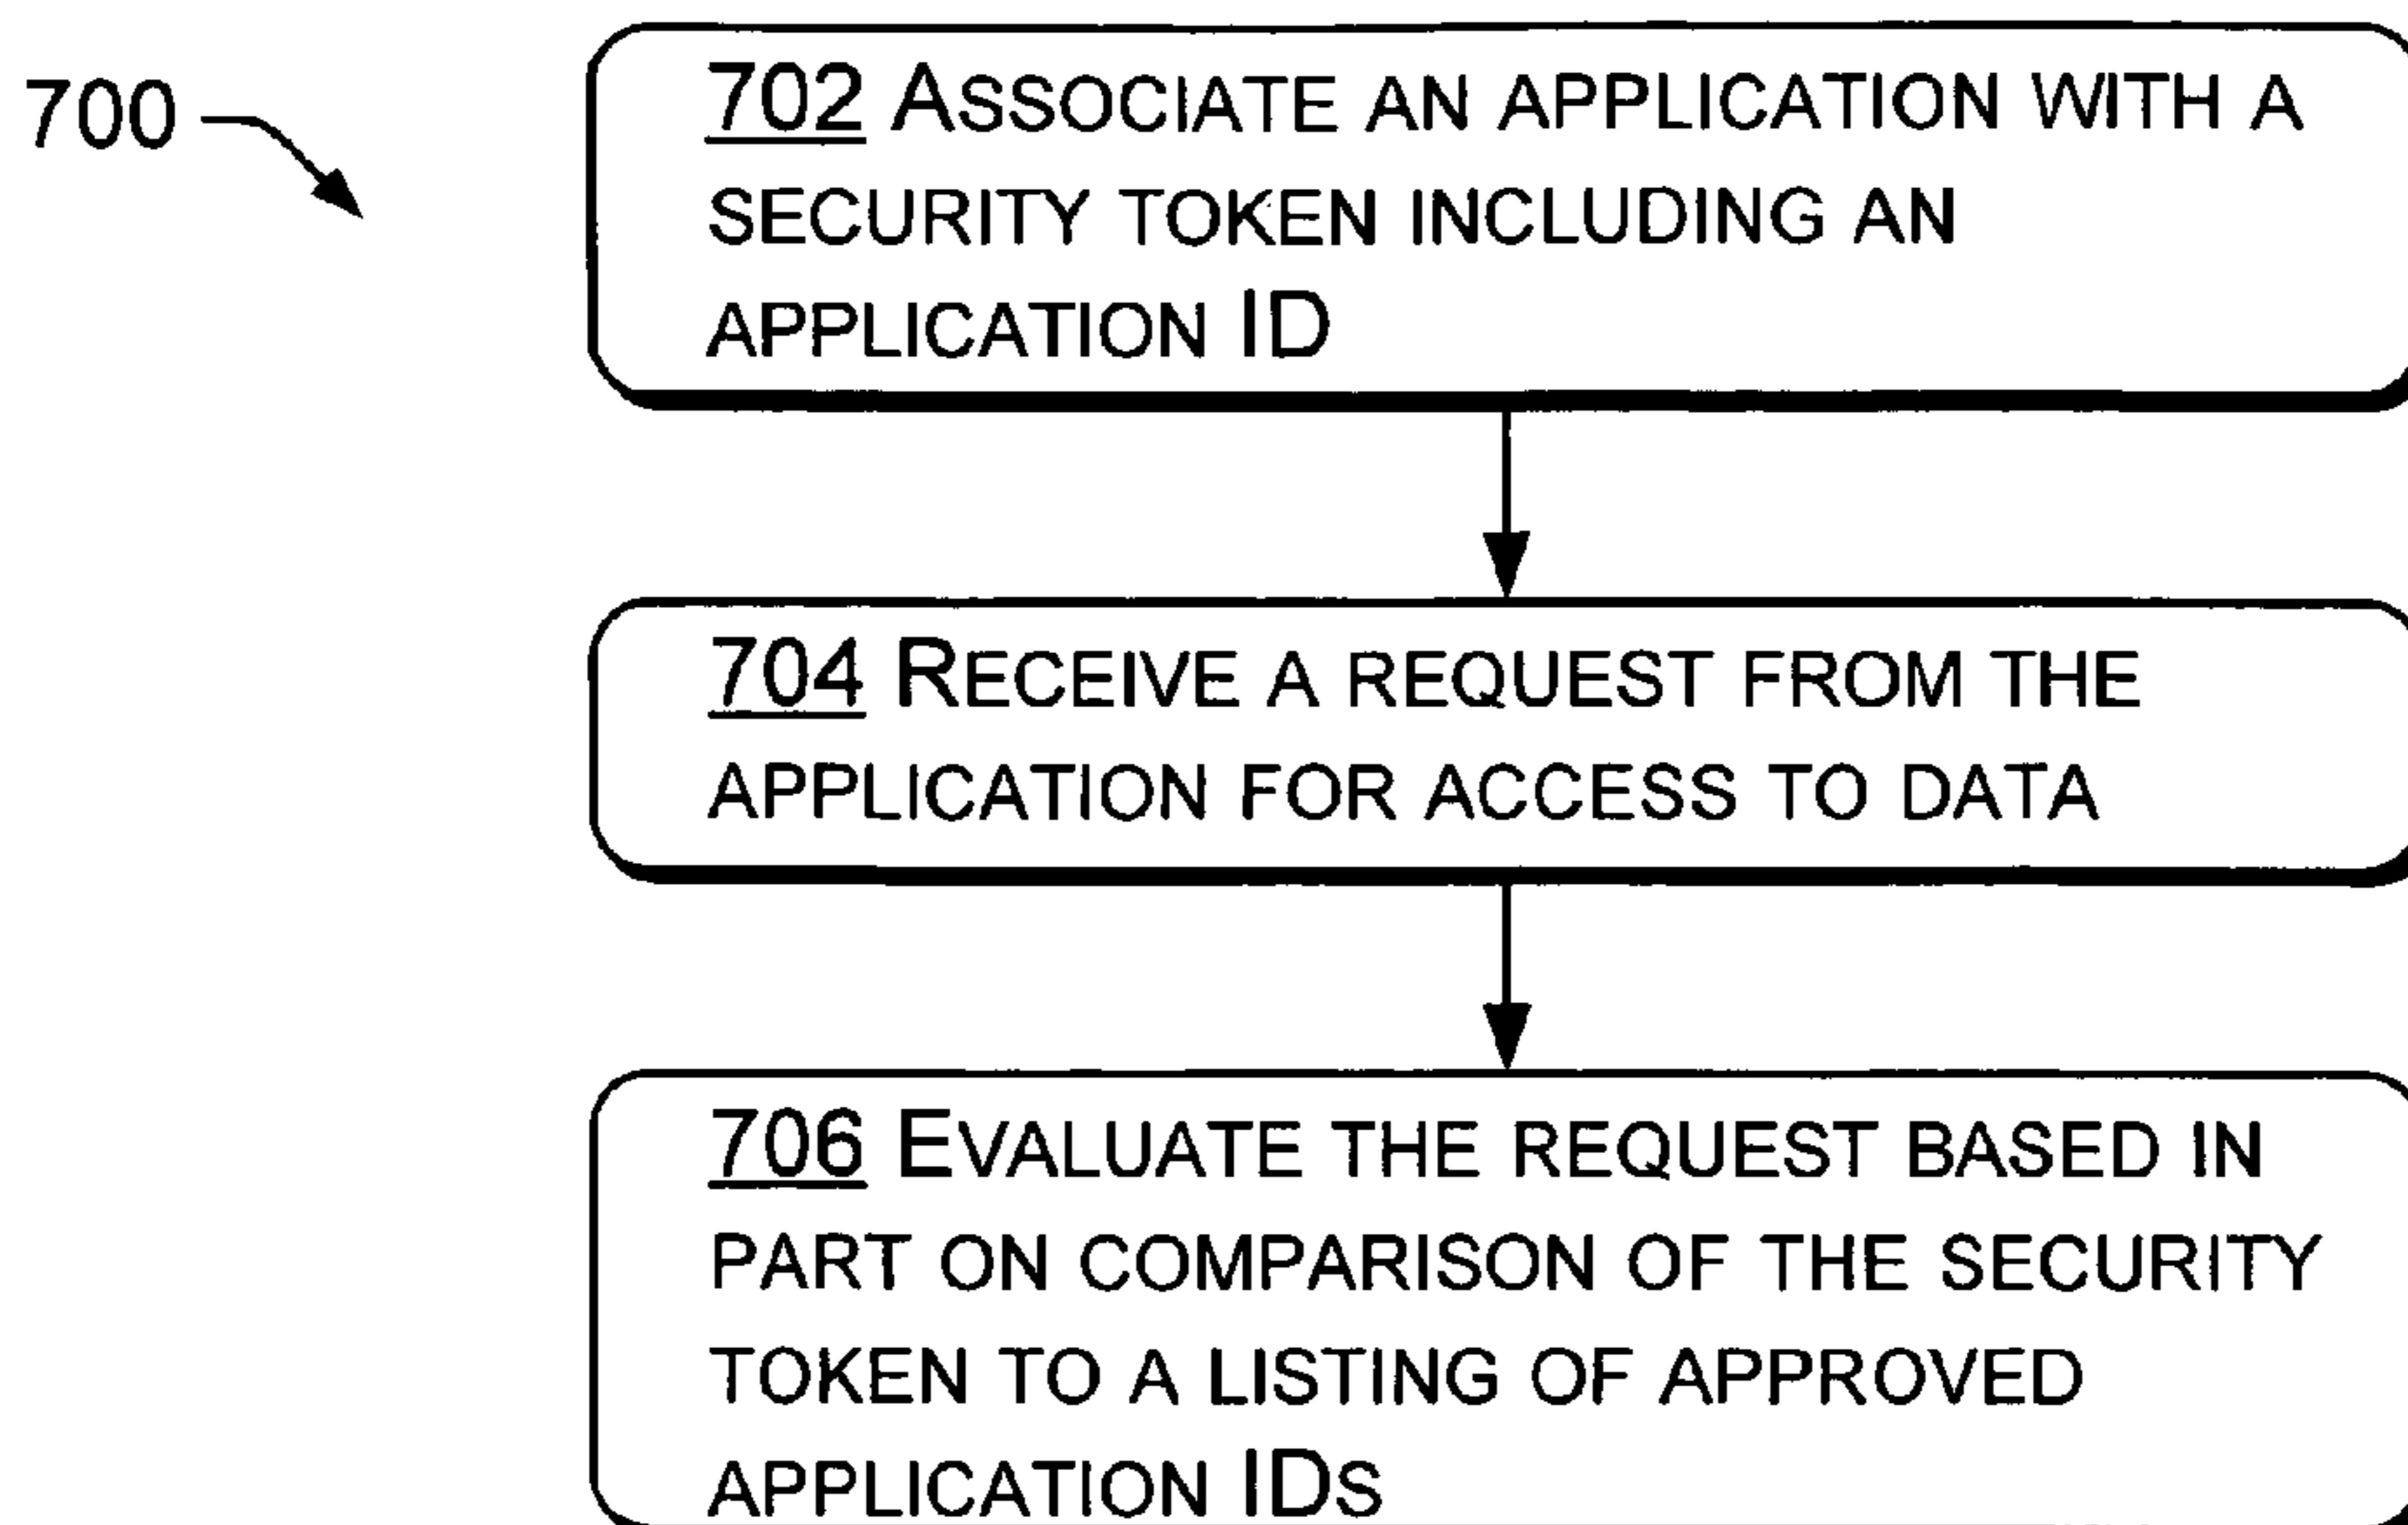 700
702 ASSOCIATE AN APPLICATION WITH A
SECURITY TOKEN INCLUDING AN
APPLICATION ID
704 RECEIVE A REQUEST FROM THE
APPLICATION FOR ACCESS TO DATA
706 EVALUATE THE REQUEST BASED IN
PART ON COMPARISON OF THE SECURITY
TOKEN TO A LISTING OF APPROVED
APPLICATION IDS